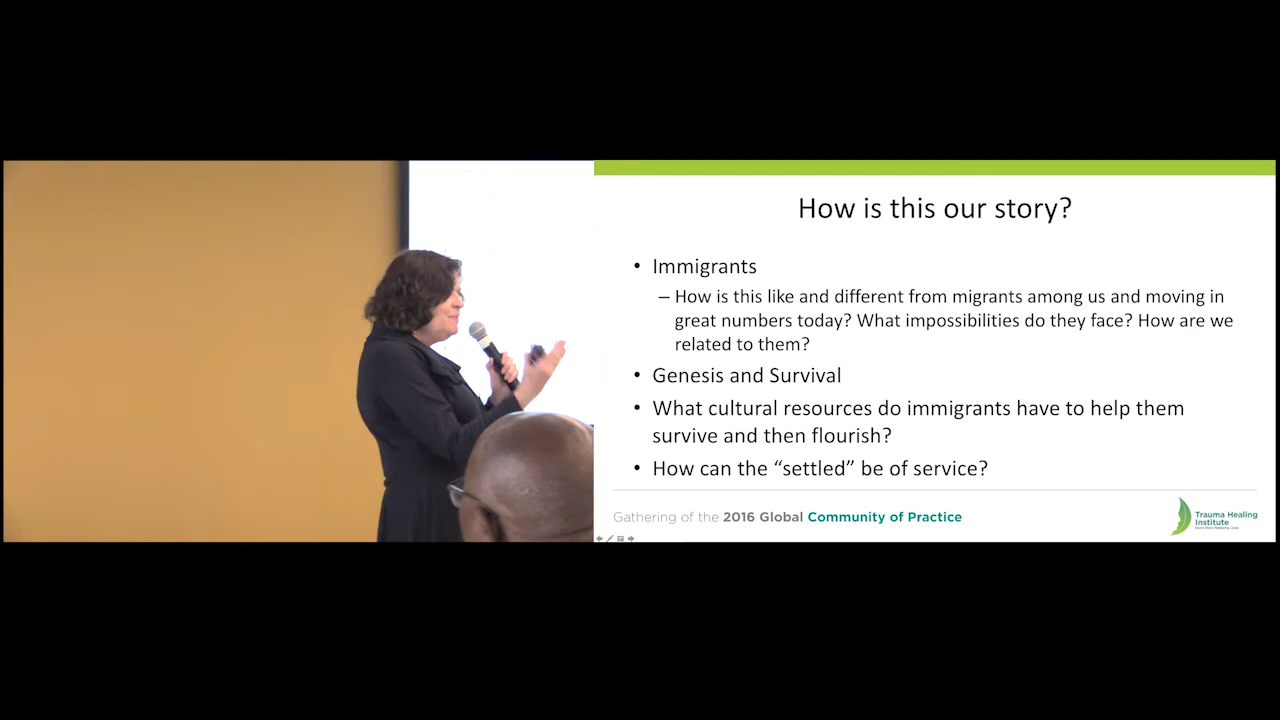 How is this our story?
• Immigrants
– How is this like and different from migrants among us and moving in
great numbers today? What impossibilities do they face? How are we
related to them?
• Genesis and Survival
• What cultural resources do immigrants have to help them
survive and then flourish?
• How can the “settled” be of service?
Gathering of the 2016 Global Community of Practice
Trauma Healing
Institute